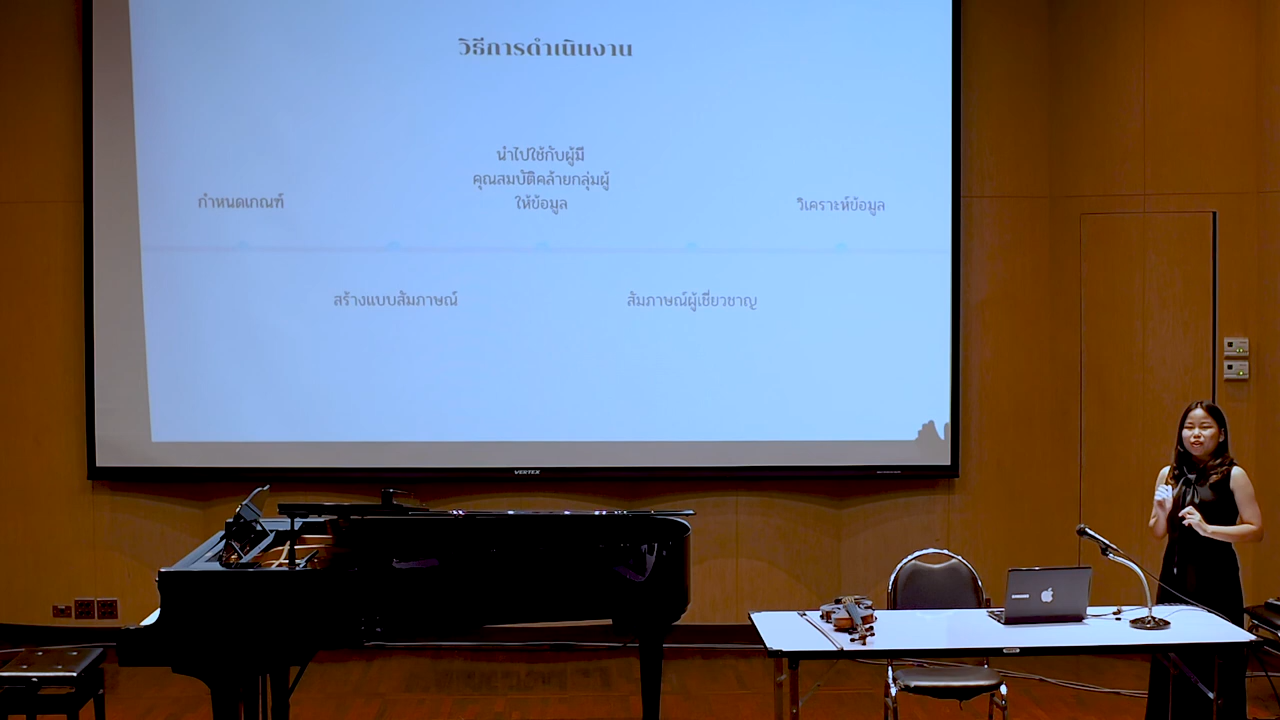 วิธีการดำเนินงาน
นำไปใช้กับผู้มี
คุณสมบัติคล้ายกลุ่มผู้
ให้ข้อมูล
กำหนดเกณฑ์
วิเคราะห์ข้อมูล
สร้างแบบสัมภาษณ์
สัมภาษณ์ผู้เชี่ยวชาญ
VERTEX